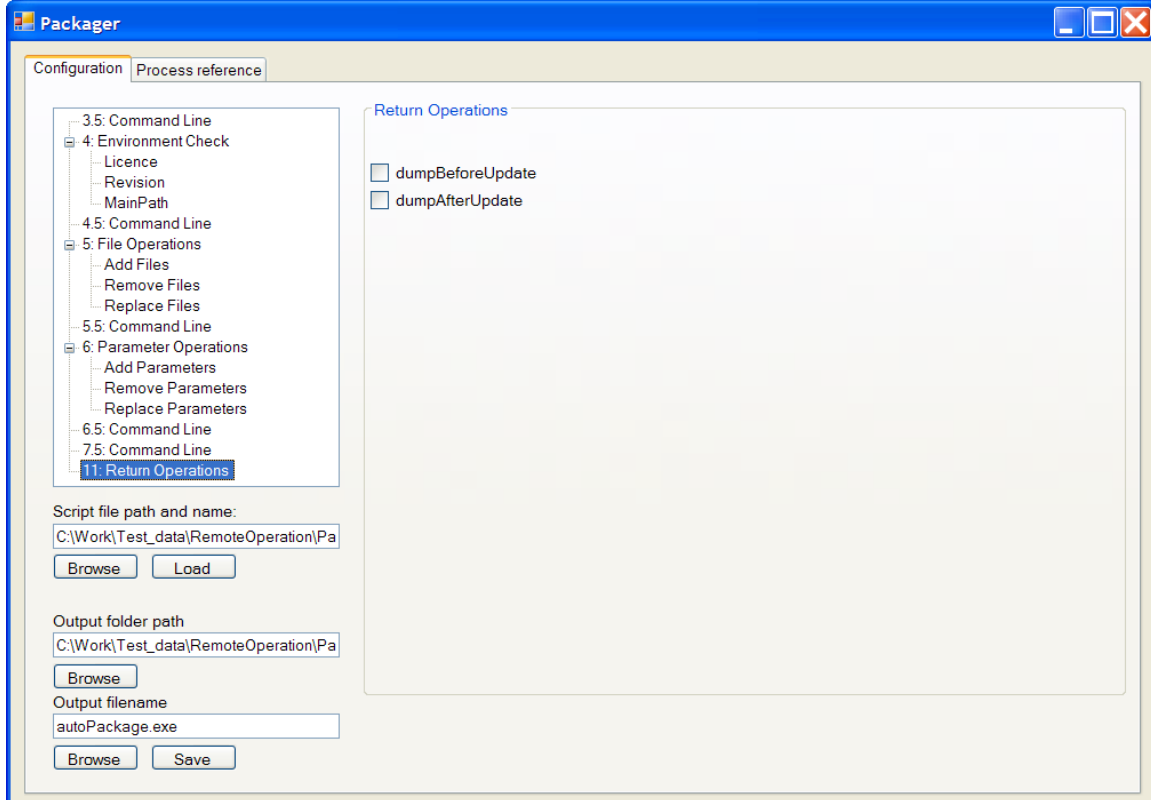 Packager
Configuration
Process reference
3.5: Command Line
4: Environment Check
Licence
Revision
MainPath
4.5: Command Line
5: File Operations
Add Files
Remove Files
Replace Files
5.5: Command Line
6: Parameter Operations
Add Parameters
Remove Parameters
Replace Parameters
6.5: Command Line
7.5: Command Line
11: Return Operations
Script file path and name:
C:\Work\Test_data\RemoteOperation\Pa
Browse
Load
Output folder path
C:\Work\Test_data\RemoteOperation\Pa
Browse
Output filename
autoPackage.exe
Browse
Save
Return Operations
dumpBeforeUpdate
dumpAfterUpdate